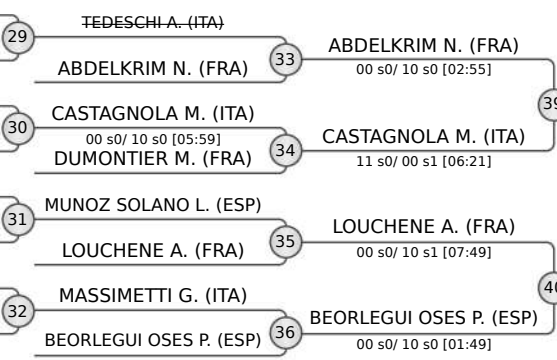 29
TEDESCHI A. (ITA)
ABDELKRIM N. (FRA)
33
ABDELKRIM N. (FRA)
00 s0/ 10 s0 [02:55]
39
30
CASTAGNOLA M. (ITA)
00 s0/ 10 s0 [05:59]
DUMONTIER M. (FRA)
34
CASTAGNOLA M. (ITA)
11 s0/ 00 s1 [06:21]
31
MUNOZ SOLANO L. (ESP)
LOUCHENE A. (FRA)
35
LOUCHENE A. (FRA)
00 s0/ 10 s1 [07:49]
40
32
MASSIMETTI G. (ITA)
BEORLEGUI OSES P. (ESP)
36
BEORLEGUI OSES P. (ESP)
00 s0/ 10 s0 [01:49]